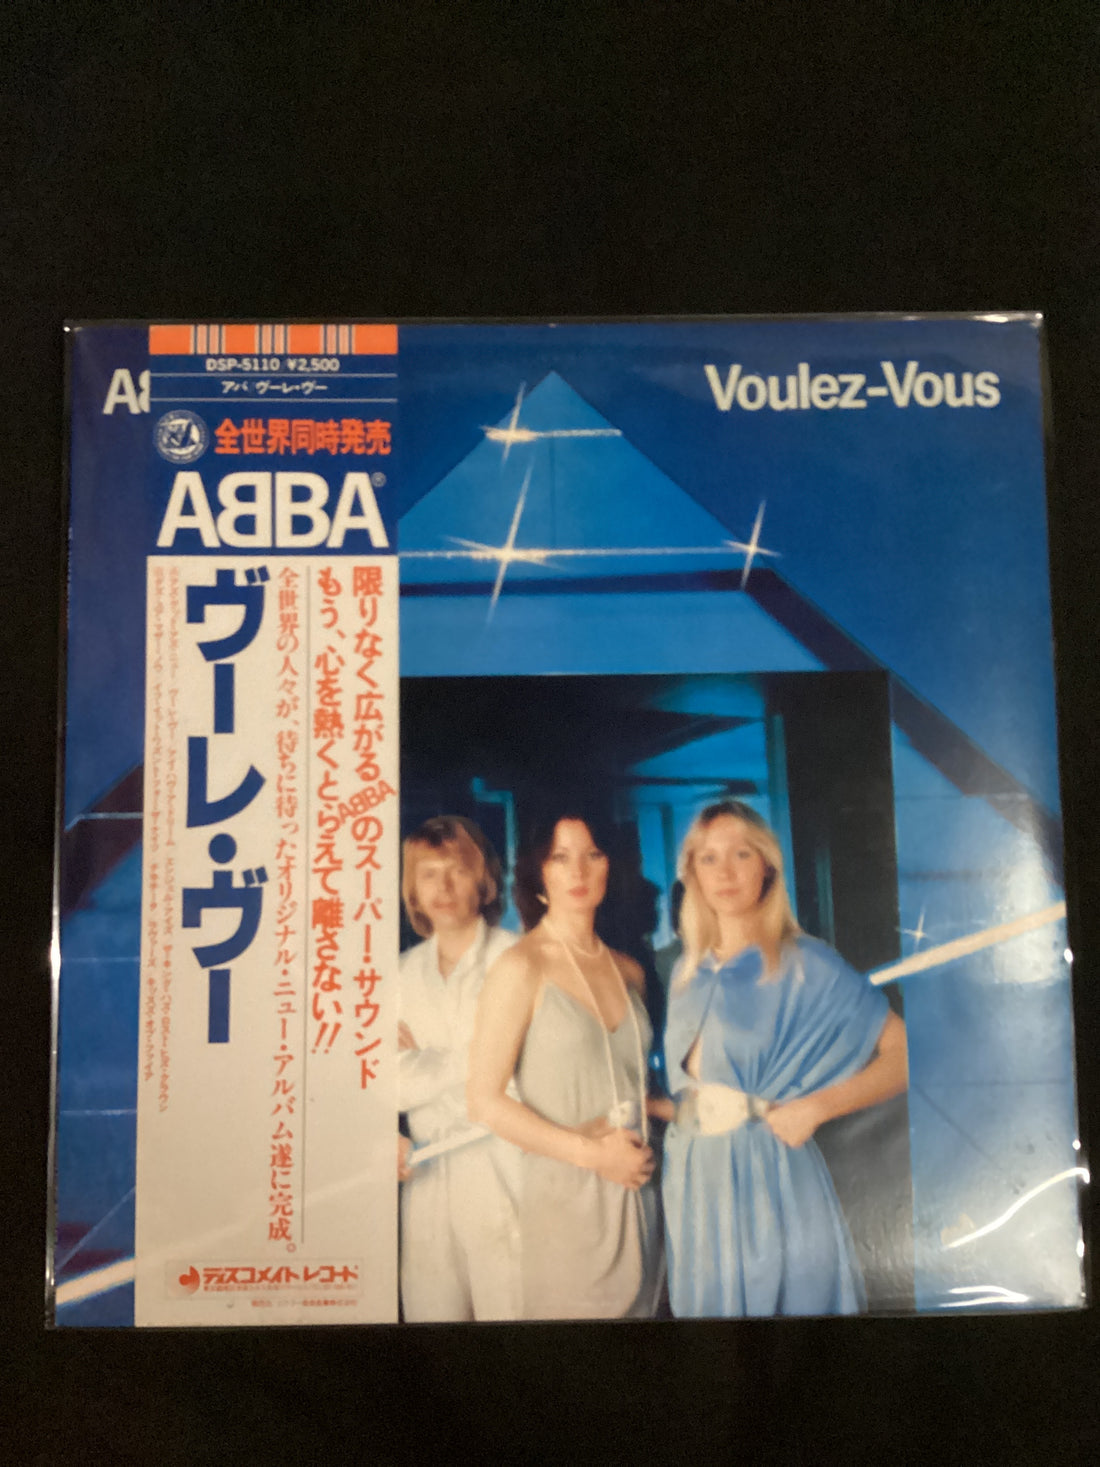 DSP-5110 ¥2,500
アバ/ヴーレ・ヴー
全世界同時発売
AB
ABBA®
Voulez-Vous
限りなく広がるABBAのスーパー・サウンド
もう、心を熱くとらえて離さない!!
全世界の人々が、待ちに待ったオリジナル・ニュー・アルバム遂に完成。
ヴーレ・ヴー
ディスコメイトレコード